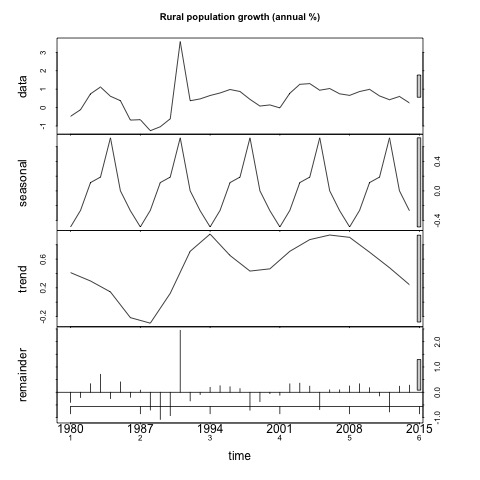 Rural population growth (annual %)
data
-1 0 1 2 3
seasonal
-0.4 0.0 0.4
trend
-0.2 0.2 0.6
remainder
-1.0 0.0 1.0 2.0
1980 1987 1994 2001 2008 2015
1 2 3 4 5 6
time